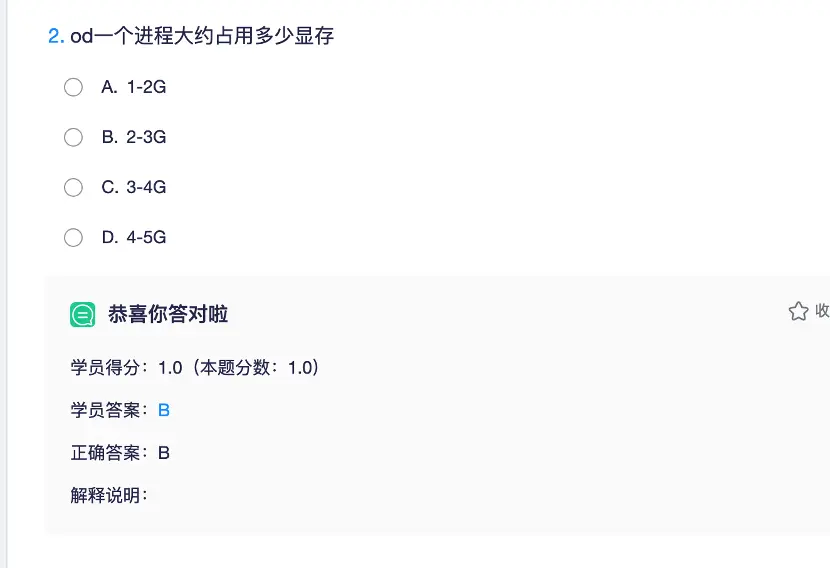 2. od一个进程大约占用多少显存
A. 1-2G
B. 2-3G
C. 3-4G
D. 4-5G
恭喜你答对啦
收
学员得分：1.0（本题分数：1.0）
学员答案：B
正确答案：B
解释说明：